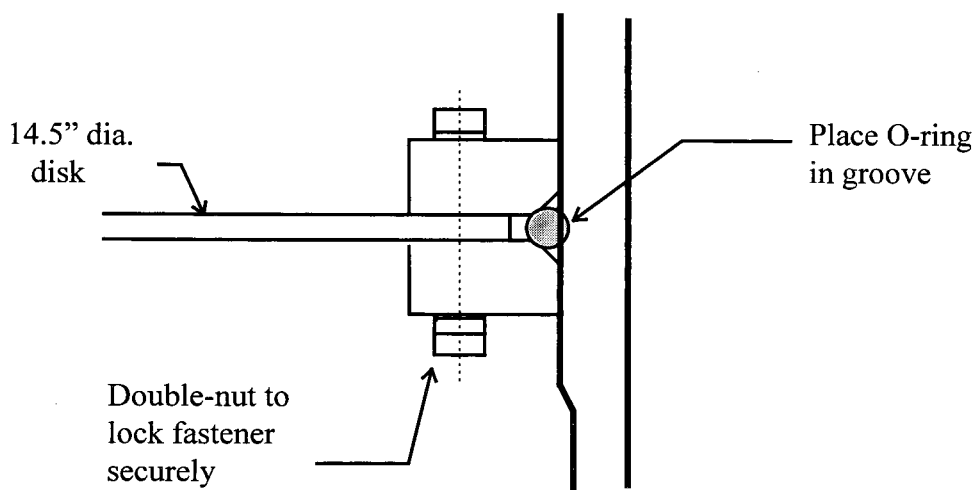 14.5” dia.
disk
Place O-ring
in groove
Double-nut to
lock fastener
securely